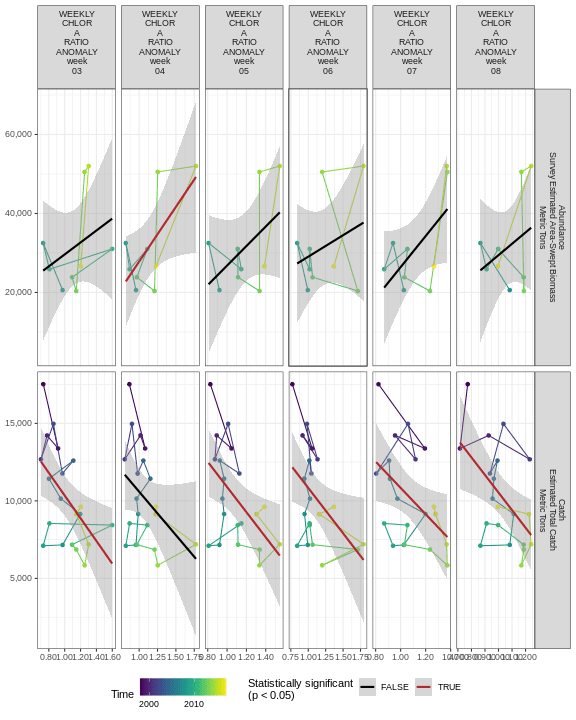 WEEKLY
CHLOR
A
RATIO
ANOMALY
week
03
WEEKLY
CHLOR
A
RATIO
ANOMALY
week
04
WEEKLY
CHLOR
A
RATIO
ANOMALY
week
05
WEEKLY
CHLOR
A
RATIO
ANOMALY
week
06
WEEKLY
CHLOR
A
RATIO
ANOMALY
week
07
WEEKLY
CHLOR
A
RATIO
ANOMALY
week
08
60,000
40,000
20,000
Abundance
Survey Estimated Area-Swept Biomass
Metric Tons
15,000
10,000
5,000
Catch
Estimated Total Catch
Metric Tons
0.80 1.00 1.20 1.40 1.60
1.00 1.25 1.50 1.75
0.80 1.00 1.20 1.40
0.75 1.00 1.25 1.50 1.75
0.80 1.00 1.20
1.100 1.200
Time
2000 2010
Statistically significant
(p < 0.05)
FALSE TRUE